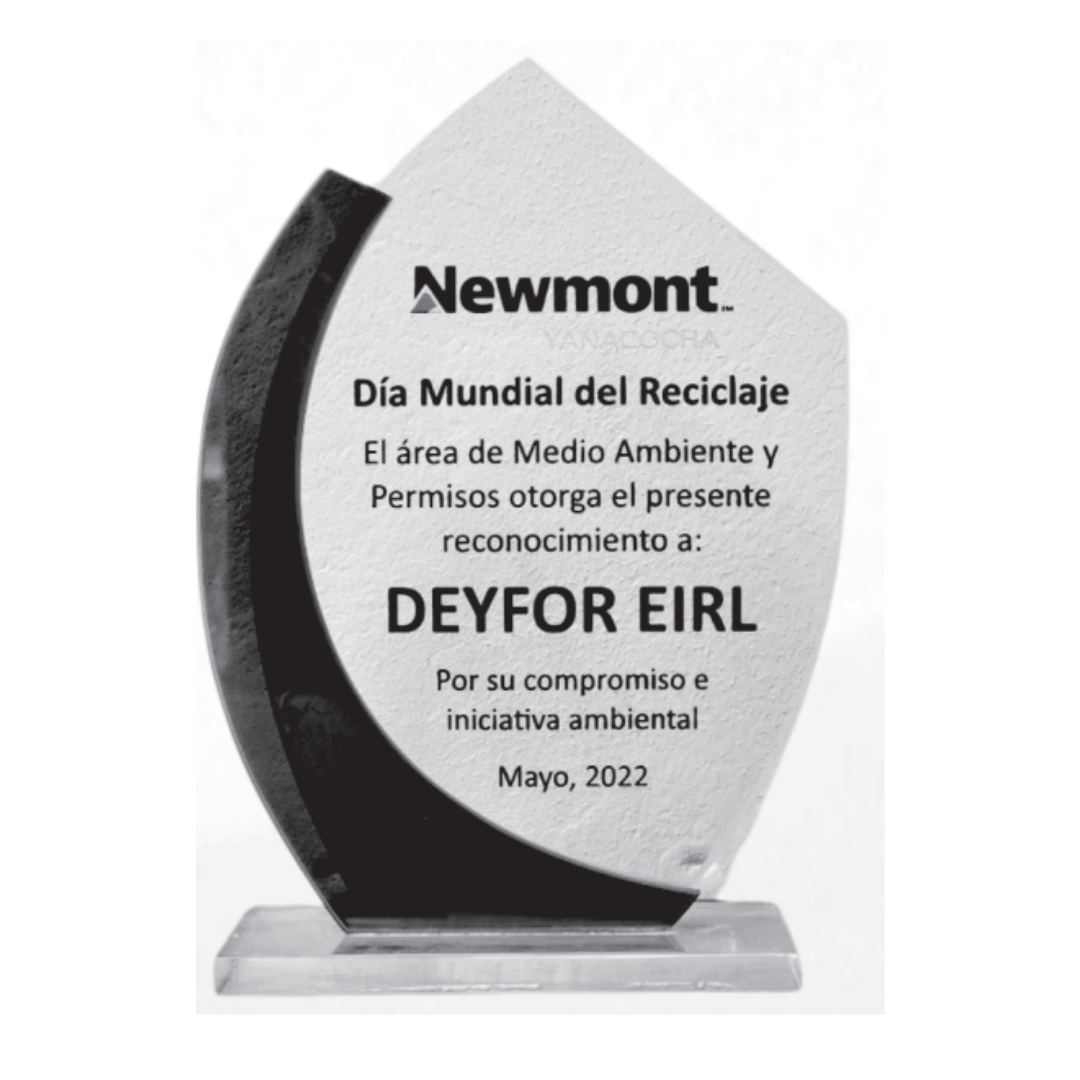 Newmont™
YANACOCHA
Día Mundial del Reciclaje
El área de Medio Ambiente y
Permisos otorga el presente
reconocimiento a:
DEYFOR EIRL
Por su compromiso e
iniciativa ambiental
Mayo, 2022